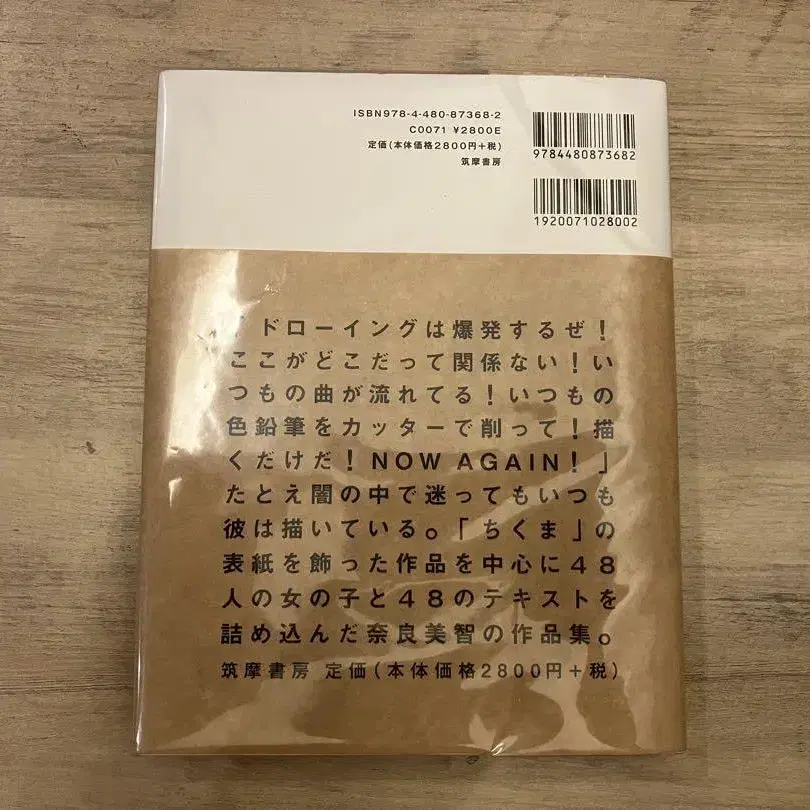 ISBN978-4-480-87368-2
C0071 ¥2800E
定価(本体価格2800円+税)
筑摩書房
9784480873682
1920071028002
「ドローイングは爆発するぜ!
ここがどこだって関係ない!い
つもの曲が流れてる!いつもの
色鉛筆をカッターで削って!描
くだけだ!NOW AGAIN!」
たとえ闇の中で迷ってもいつも
彼は描いている。「ちくま」の
表紙を飾った作品を中心に48
人の女の子と48のテキストを
詰め込んだ奈良美智の作品集。
筑摩書房 定価(本体価格2800円+税)